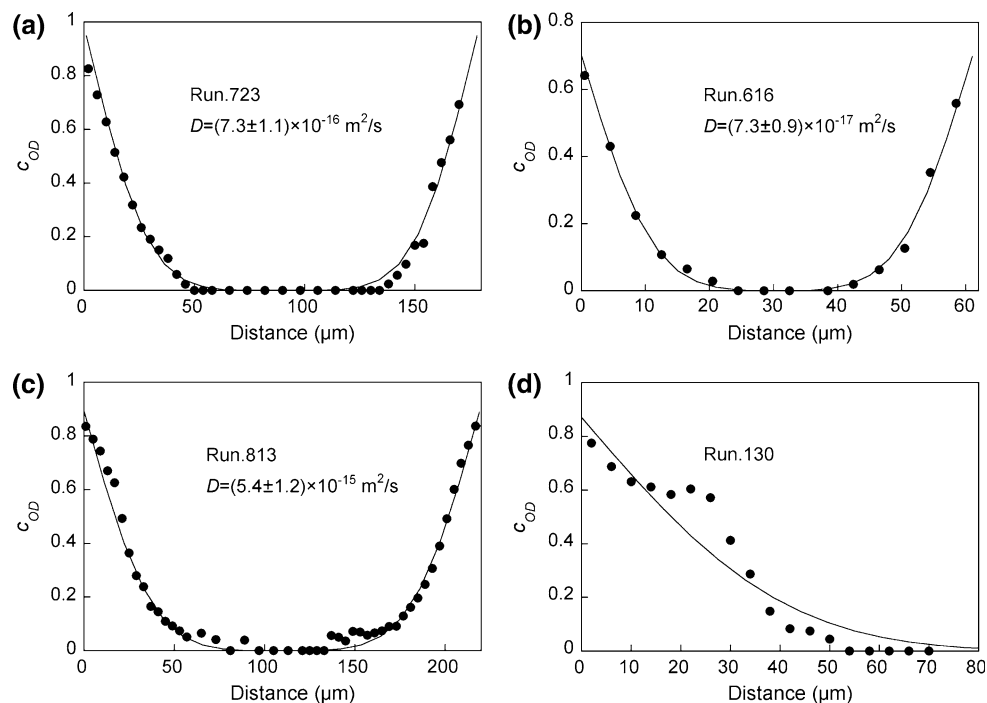 (a)
1
0.8
0.6
0.4
0.2
0
c_OD
Run.723
D=(7.3±1.1)×10⁻¹⁶ m²/s
0 50 100 150
Distance (µm)
(b)
0.8
0.6
0.4
0.2
0
c_OD
Run.616
D=(7.3±0.9)×10⁻¹⁷ m²/s
0 10 20 30 40 50 60
Distance (µm)
(c)
1
0.8
0.6
0.4
0.2
0
c_OD
Run.813
D=(5.4±1.2)×10⁻¹⁵ m²/s
0 50 100 150 200
Distance (µm)
(d)
1
0.8
0.6
0.4
0.2
0
c_OD
Run.130
0 10 20 30 40 50 60 70 80
Distance (µm)